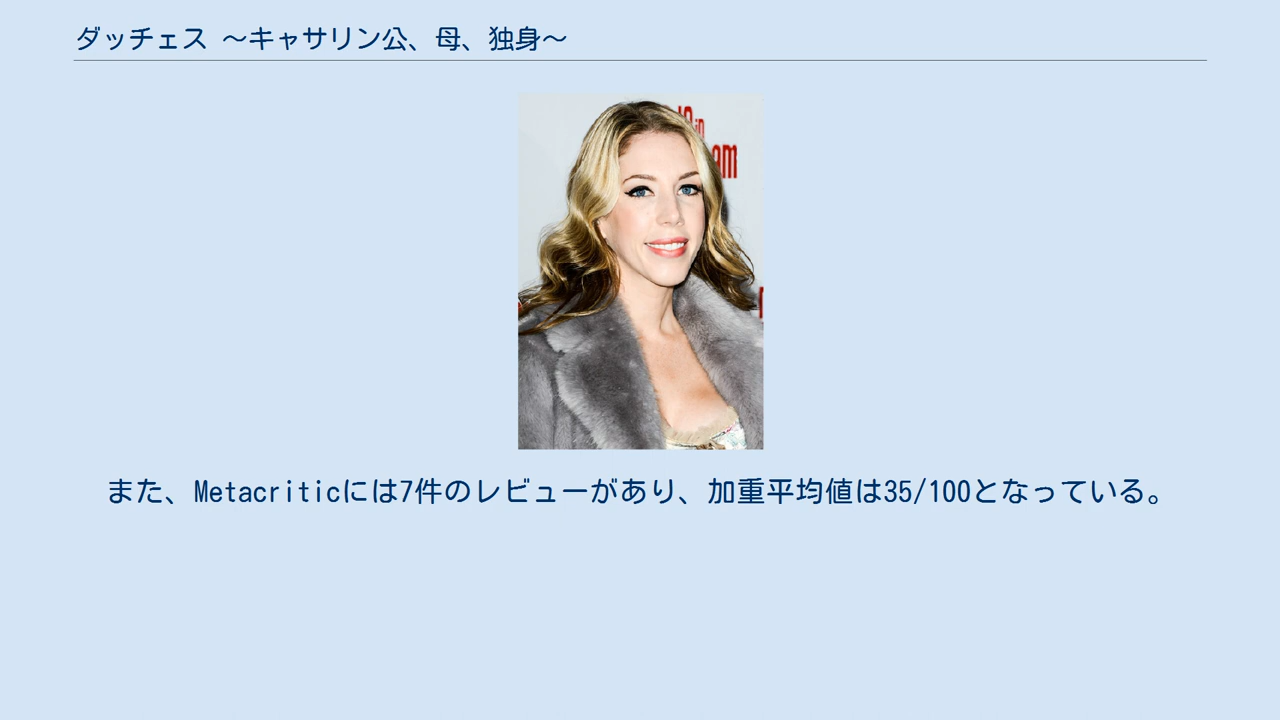 ダッチェス ～キャサリン公、母、独身～
am
また、Metacriticには7件のレビューがあり、加重平均値は35/100となっている。